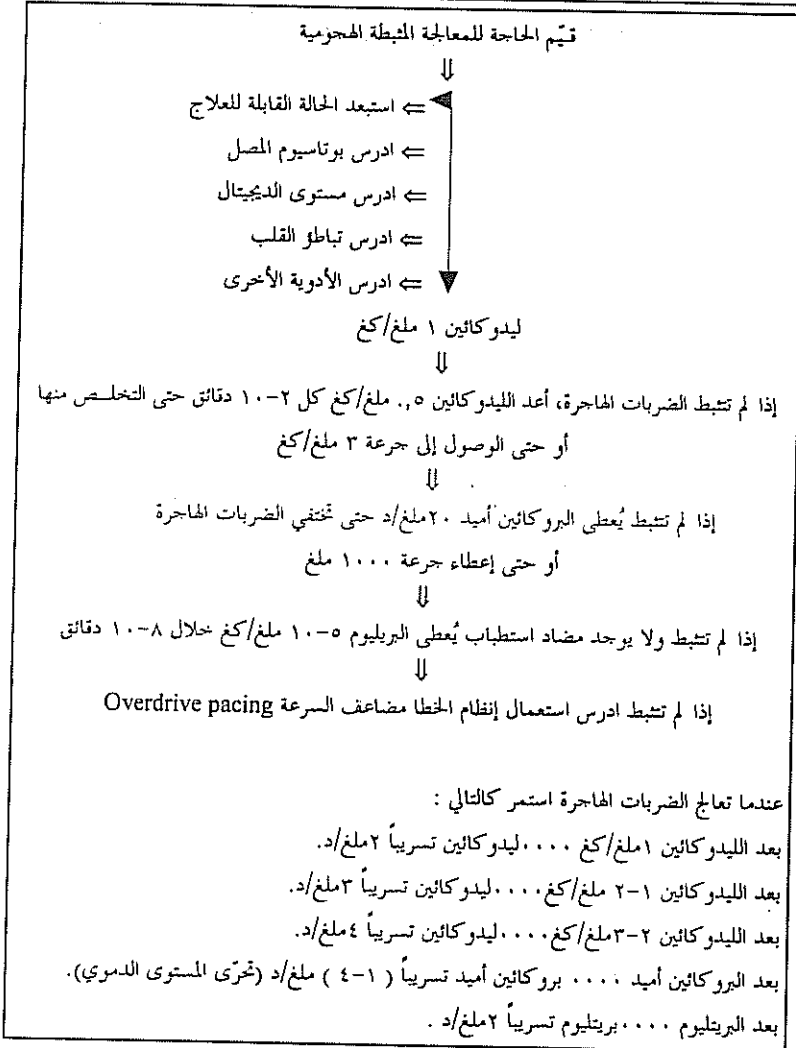 قيّم الحاجة للمعالجة المثبطة الهجومية
⇓
⇐ استبعد الحالة القابلة للعلاج
⇐ ادرس بوتاسيوم المصل
⇐ ادرس مستوى الديجيتال
⇐ ادرس تباطؤ القلب
⇐ ادرس الأدوية الأخرى
ليدوكائين ١ ملغ/كغ
⇓
إذا لم تثبط الضربات الهاجرة، أعد الليدوكائين ٠,٥ ملغ/كغ كل ٢-١٠ دقائق حتى التخلـــص منها
أو حتى الوصول إلى جرعة ٣ ملغ/كغ
⇓
إذا لم تثبط يُعطى البروكائين أميد ٢٠ملغ/د حتى تختفي الضربات الهاجرة
أو حتى إعطاء جرعة ١٠٠٠ ملغ
⇓
إذا لم تثبط ولا يوجد مضاد استطباب يُعطى البريليوم ٥-١٠ ملغ/كغ خلال ٨-١٠ دقائق
⇓
إذا لم تثبط ادرس استعمال إنظام الخطا مضاعف السرعة Overdrive pacing
عندما تعالج الضربات الهاجرة استمر كالتالي :
بعد الليدوكائين ١ملغ/كغ ....ليدوكائين تسريباً ٢ملغ/د.
بعد الليدوكائين ١-٢ ملغ/كغ....ليدوكائين تسريباً ٣ملغ/د.
بعد الليدوكائين ٢-٣ملغ/كغ....ليدوكائين تسريباً ٤ملغ/د.
بعد البروكائين أميد .... بروكائين أميد تسريباً ( ١-٤ ) ملغ/د (تحرّى المستوى الدموي).
بعد البريتليوم ....بريتليوم تسريباً ٢ملغ/د .